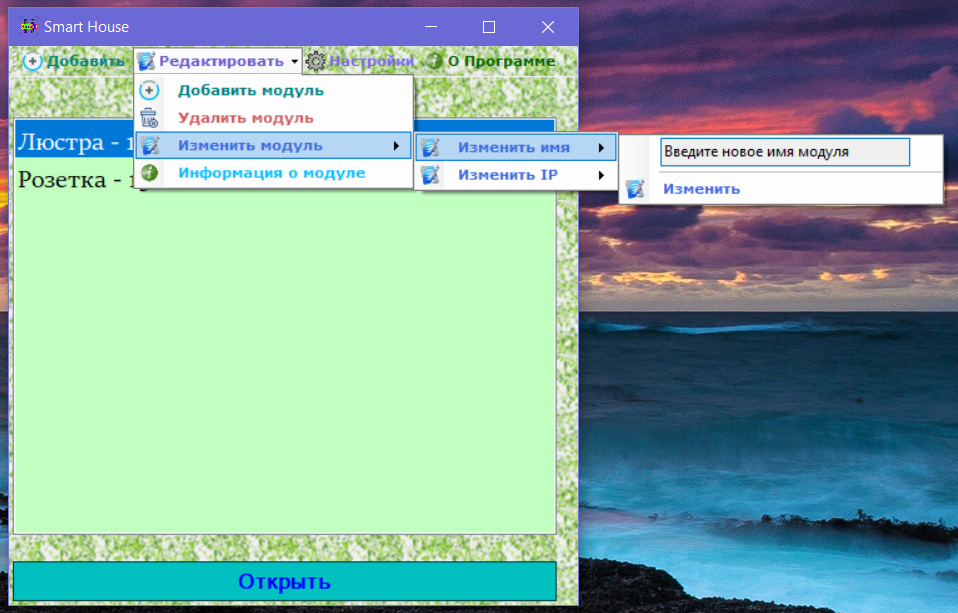 Smart House
Добавить Редактировать Настройки О Программе
Добавить модуль
Удалить модуль
Люстра - 1
Изменить модуль
Изменить имя
Введите новое имя модуля
Розетка -
Информация о модуле
Изменить IP
Изменить
Открыть